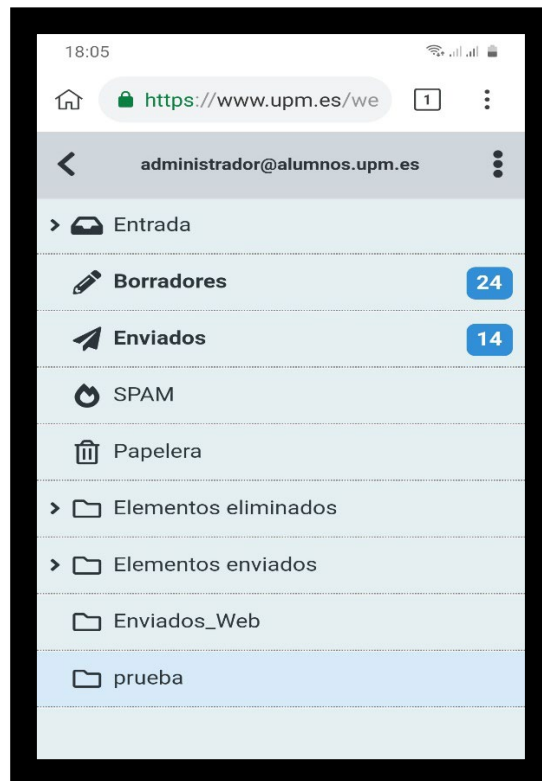 18:05
https://www.upm.es/we
1
administrador@alumnos.upm.es
Entrada
Borradores
24
Enviados
14
SPAM
Papelera
Elementos eliminados
Elementos enviados
Enviados_Web
prueba